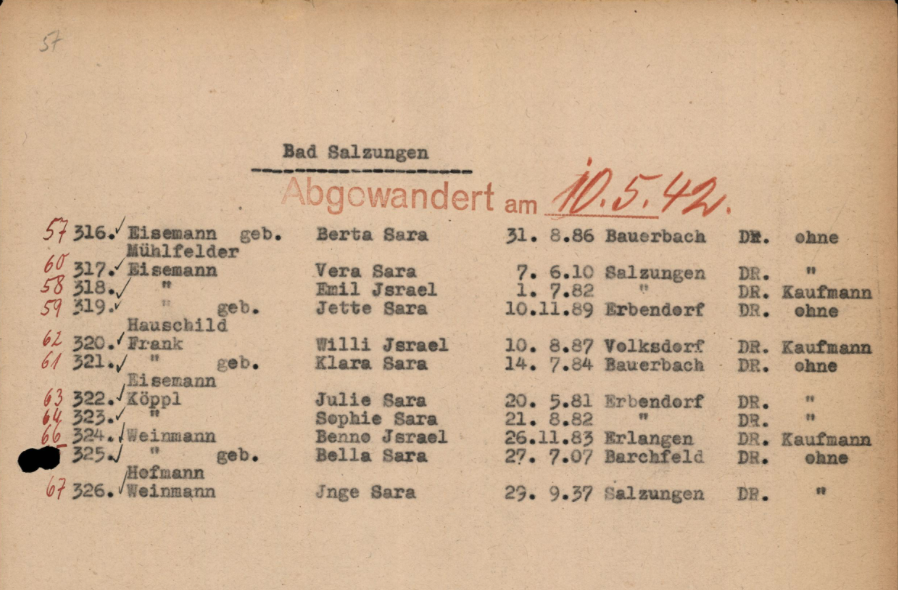 57
Bad Salzungen
Abgewandert am 10.5.42.
57 316.✓ Eisemann geb. Berta Sara 31. 8.86 Bauerbach DR. ohne
Mühlfelder
60 317.✓ Eisemann Vera Sara 7. 6.10 Salzungen DR. "
58 318.✓ " Emil Jsrael 1. 7.82 " DR. Kaufmann
59 319.✓ " geb. Jette Sara 10.11.89 Erbendorf DR. ohne
Hauschild
62 320.✓ Frank Willi Jsrael 10. 8.87 Volksdorf DR. Kaufmann
61 321.✓ " geb. Klara Sara 14. 7.84 Bauerbach DR. ohne
Eisemann
63 322.✓ Köppl Julie Sara 20. 5.81 Erbendorf DR. "
64 323.✓ " Sophie Sara 21. 8.82 " DR. "
66 324.✓ Weinmann Benno Jsrael 26.11.83 Erlangen DR. Kaufmann
325.✓ " geb. Bella Sara 27. 7.07 Barchfeld DR. ohne
Hofmann
67 326.✓ Weinmann Jnge Sara 29. 9.37 Salzungen DR. "